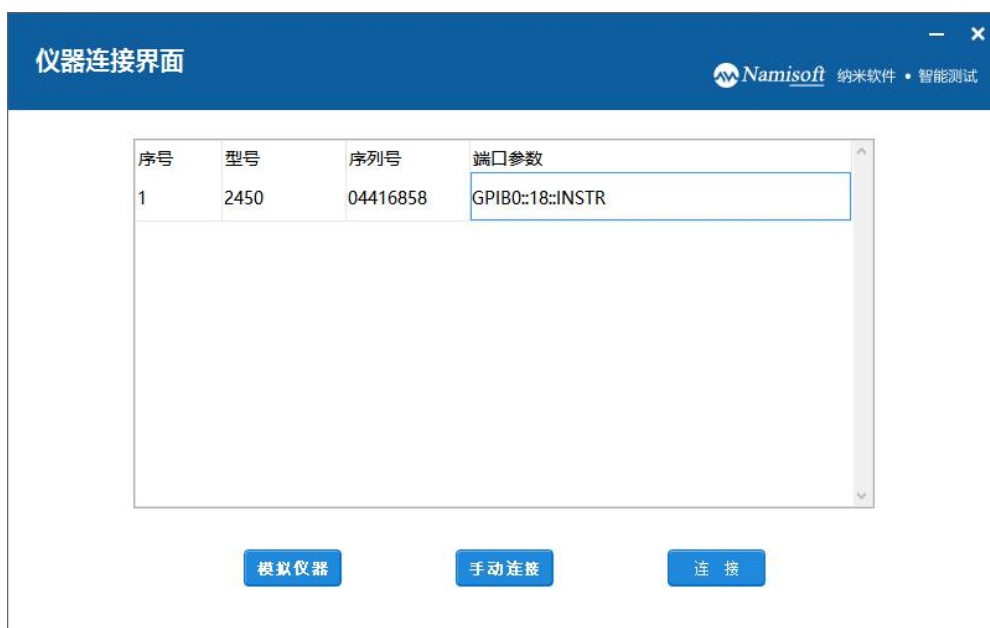 仪器连接界面
Namisoft 纳米软件 • 智能测试
序号 型号 序列号 端口参数
1 2450 04416858 GPIB0::18::INSTR
模拟仪器 手动连接 连 接